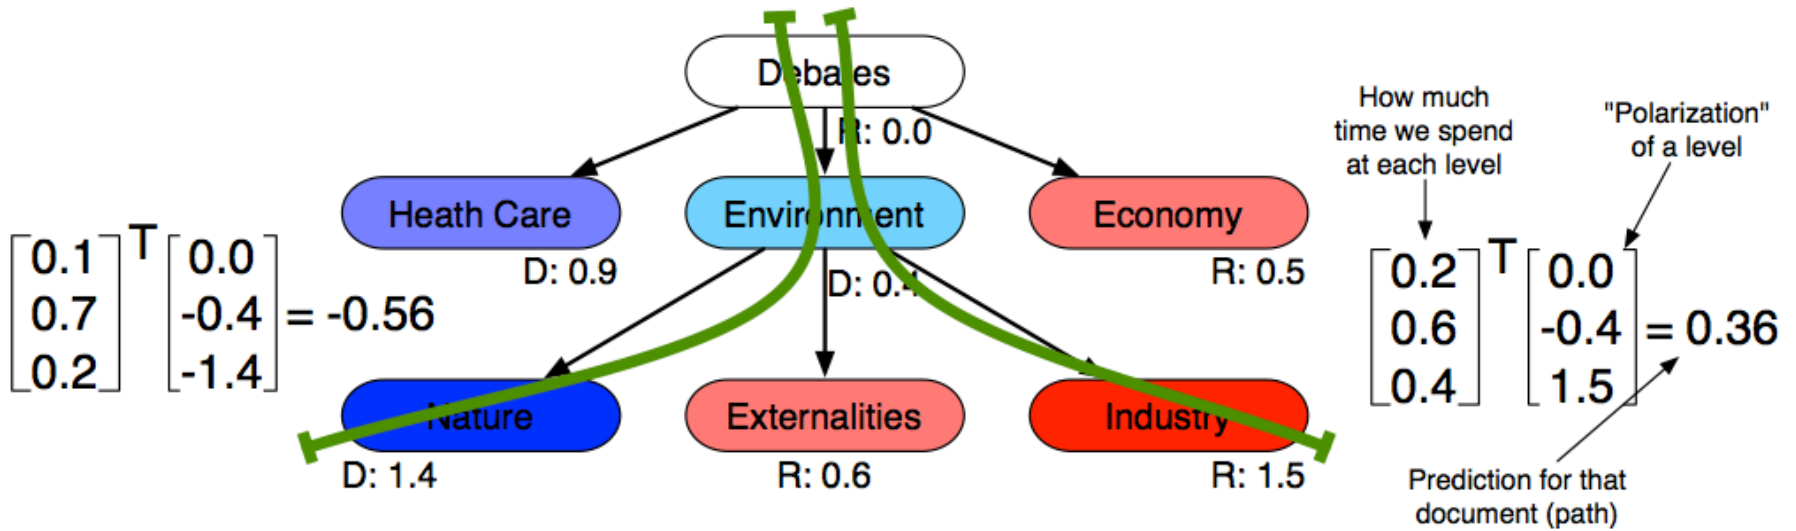 Debates
R: 0.0
Heath Care
D: 0.9
Environment
D: 0.4
Economy
R: 0.5
Nature
D: 1.4
Externalities
R: 0.6
Industry
R: 1.5
0.1
0.7
0.2
T
0.0
-0.4
-1.4
= -0.56
How much
time we spend
at each level
"Polarization"
of a level
0.2
0.6
0.4
T
0.0
-0.4
1.5
= 0.36
Prediction for that
document (path)